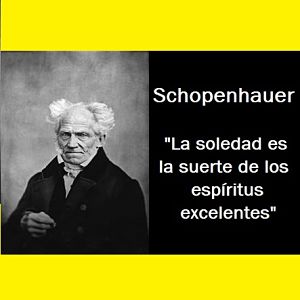 Schopenhauer
"La soledad es
la suerte de los
espíritus
excelentes"